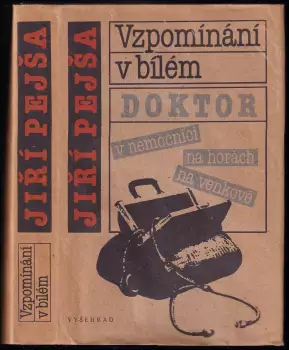 JIŘÍ PEJŠA
Vzpomínání
v bílém
JIŘÍ PEJŠA
Vzpomínání
v bílém
DOKTOR
v nemocnici
na horách
na venkově
VYŠEHRAD